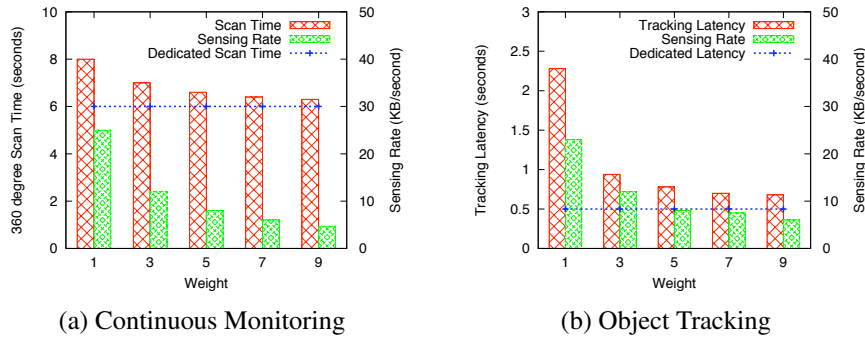 Scan Time
Sensing Rate
Dedicated Scan Time
360 degree Scan Time (seconds)
10
8
6
4
2
0
50
40
30
20
10
0
Sensing Rate (KB/second)
1 3 5 7 9
Weight
(a) Continuous Monitoring
Tracking Latency
Sensing Rate
Dedicated Latency
Tracking Latency (seconds)
3
2.5
2
1.5
1
0.5
0
50
40
30
20
10
0
Sensing Rate (KB/second)
1 3 5 7 9
Weight
(b) Object Tracking